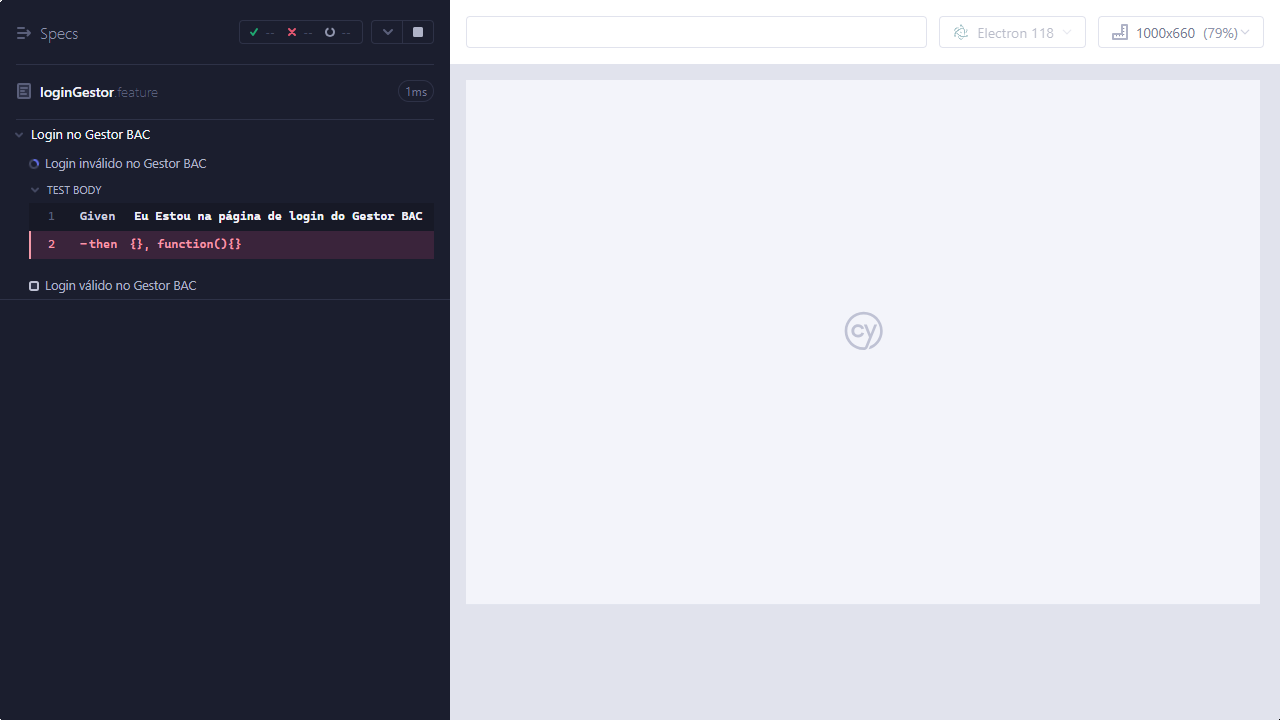 Specs
--
--
--
Electron 118
1000x660 (79%)
loginGestor.feature
1ms
Login no Gestor BAC
Login inválido no Gestor BAC
TEST BODY
1 Given Eu Estou na página de login do Gestor BAC
2 -then {}, function(){}
Login válido no Gestor BAC
cy